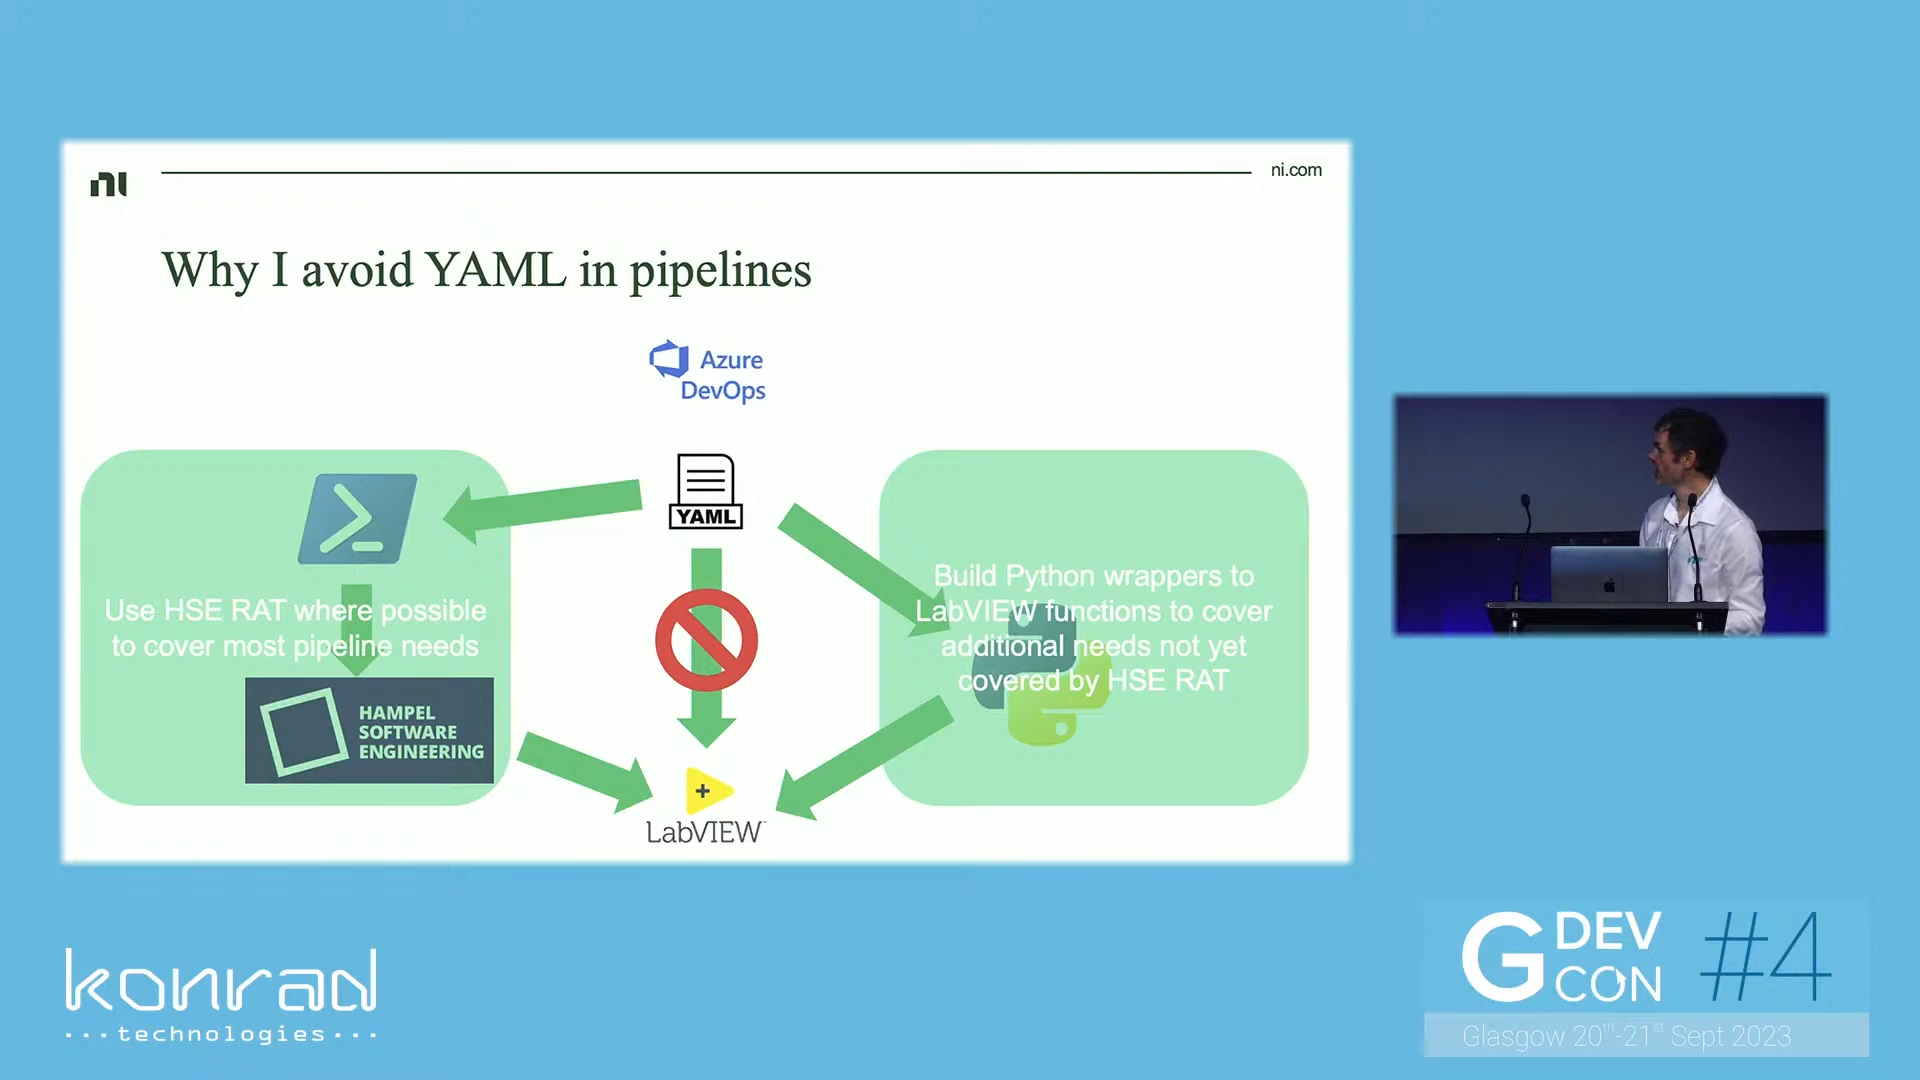 ni
ni.com
Why I avoid YAML in pipelines
Azure
DevOps
YAML
Use HSE RAT where possible
to cover most pipeline needs
HAMPEL
SOFTWARE
ENGINEERING
Build Python wrappers to
LabVIEW functions to cover
additional needs not yet
covered by HSE RAT
LabVIEW
konrad
technologies
G DEV CON #4
Glasgow 20th-21st Sept 2023